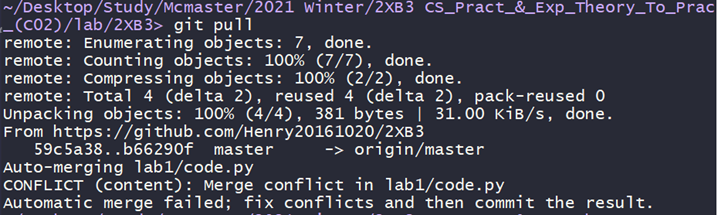 ~/Desktop/Study/Mcmaster/2021 Winter/2XB3 CS_Pract_&_Exp_Theory_To_Prac
_(CO2)/lab/2XB3> git pull
remote: Enumerating objects: 7, done.
remote: Counting objects: 100% (7/7), done.
remote: Compressing objects: 100% (2/2), done.
remote: Total 4 (delta 2), reused 4 (delta 2), pack-reused 0
Unpacking objects: 100% (4/4), 381 bytes | 31.00 KiB/s, done.
From https://github.com/Henry20161020/2XB3
   59c5a38..b66290f  master     -> origin/master
Auto-merging lab1/code.py
CONFLICT (content): Merge conflict in lab1/code.py
Automatic merge failed; fix conflicts and then commit the result.